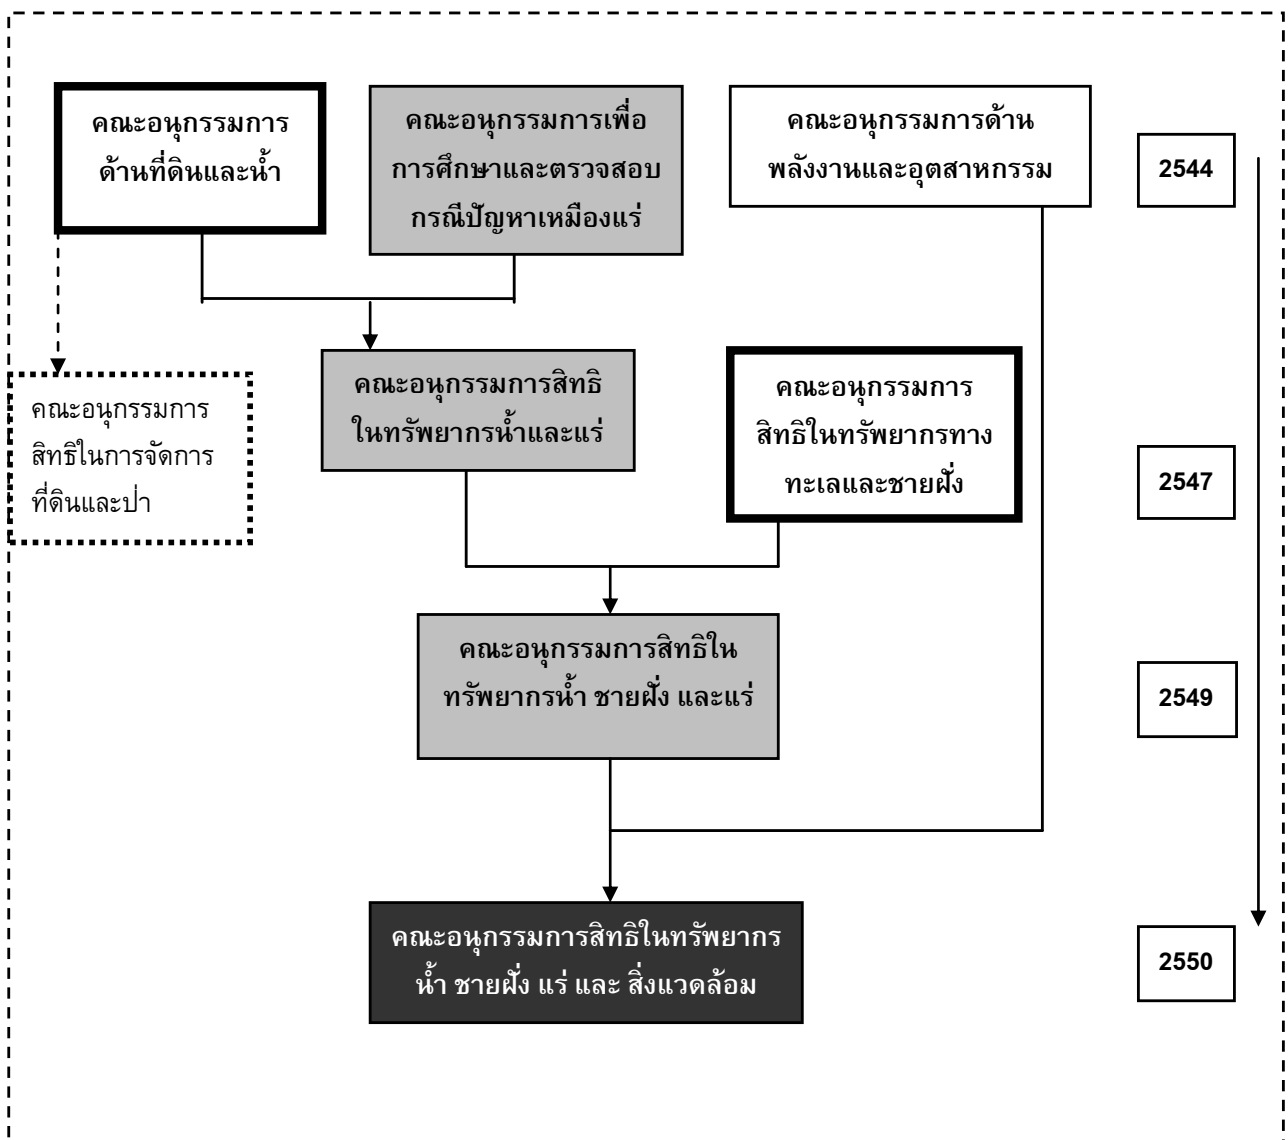 คณะอนุกรรมการ
ด้านที่ดินและน้ำ
คณะอนุกรรมการเพื่อ
การศึกษาและตรวจสอบ
กรณีปัญหาเหมืองแร่
คณะอนุกรรมการด้าน
พลังงานและอุตสาหกรรม
2544
คณะอนุกรรมการสิทธิ
ในทรัพยากรน้ำและแร่
คณะอนุกรรมการ
สิทธิในทรัพยากรทาง
ทะเลและชายฝั่ง
คณะอนุกรรมการ
สิทธิในการจัดการ
ที่ดินและป่า
2547
คณะอนุกรรมการสิทธิใน
ทรัพยากรน้ำ ชายฝั่ง และแร่
2549
คณะอนุกรรมการสิทธิในทรัพยากร
น้ำ ชายฝั่ง แร่ และ สิ่งแวดล้อม
2550